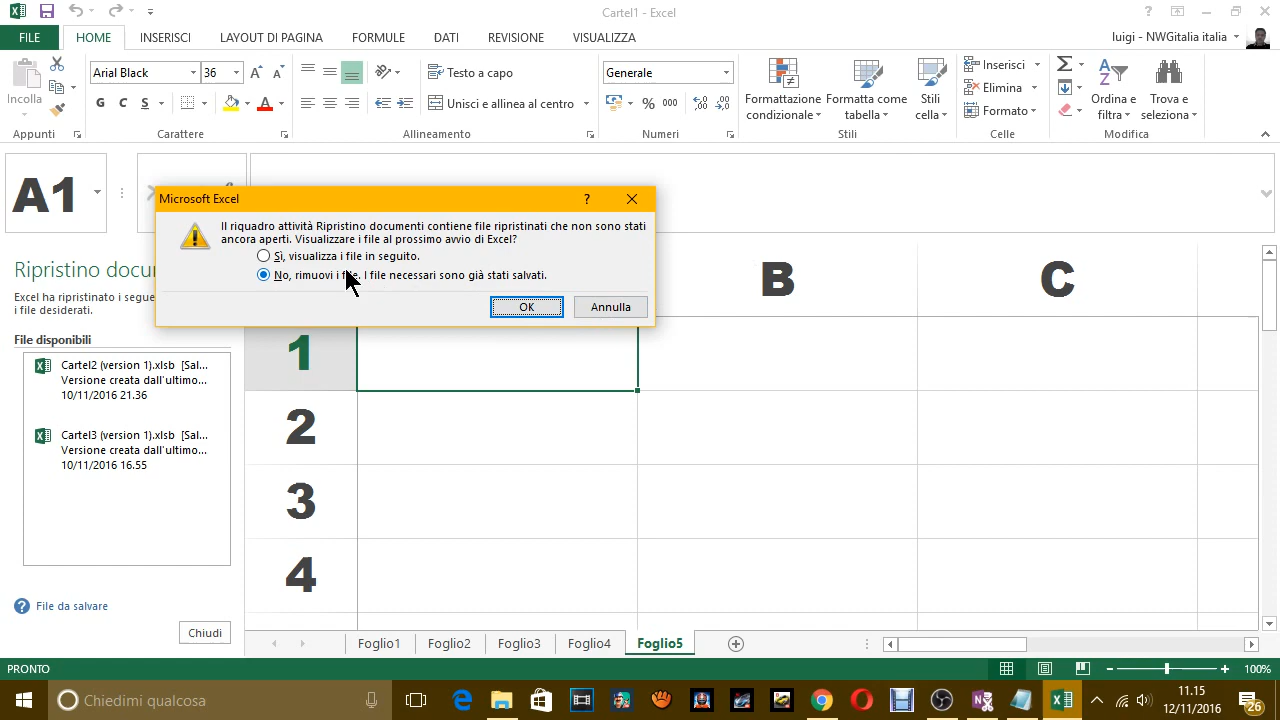 Cartel1 - Excel
FILE HOME INSERISCI LAYOUT DI PAGINA FORMULE DATI REVISIONE VISUALIZZA
luigi - NWGitalia italia
Incolla
Arial Black 36
G C S
Testo a capo
Unisci e allinea al centro
Generale
% 000
Formattazione condizionale
Formatta come tabella
Stili cella
Inserisci
Elimina
Formato
Ordina e filtra
Trova e seleziona
Appunti Carattere Allineamento Numeri Stili Celle Modifica
A1
Microsoft Excel
Il riquadro attività Ripristino documenti contiene file ripristinati che non sono stati
ancora aperti. Visualizzare i file al prossimo avvio di Excel?
Sì, visualizza i file in seguito.
No, rimuovi i I file necessari sono già stati salvati.
OK Annulla
Ripristino
Excel ha ripristinato i
i file desiderati.
File disponibili
Cartel2 (version 1).xlsb [Sal...
Versione creata dall'ultimo...
10/11/2016 21.36
Cartel3 (version 1).xlsb [Sal...
Versione creata dall'ultimo...
10/11/2016 16.55
File da salvare
Chiudi
B C
1
2
3
4
Foglio1 Foglio2 Foglio3 Foglio4 Foglio5
PRONTO
100%
Chiedimi qualcosa
11.15
12/11/2016
26